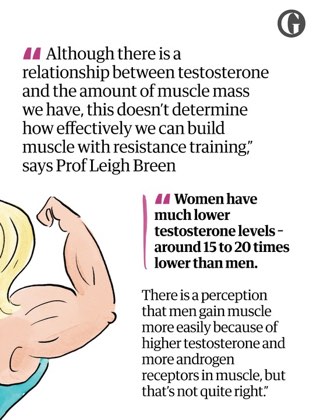 G
“ Although there is a
relationship between testosterone
and the amount of muscle mass
we have, this doesn’t determine
how effectively we can build
muscle with resistance training,”
says Prof Leigh Breen
“ Women have
much lower
testosterone levels –
around 15 to 20 times
lower than men.
There is a perception
that men gain muscle
more easily because of
higher testosterone and
more androgen
receptors in muscle, but
that’s not quite right.”